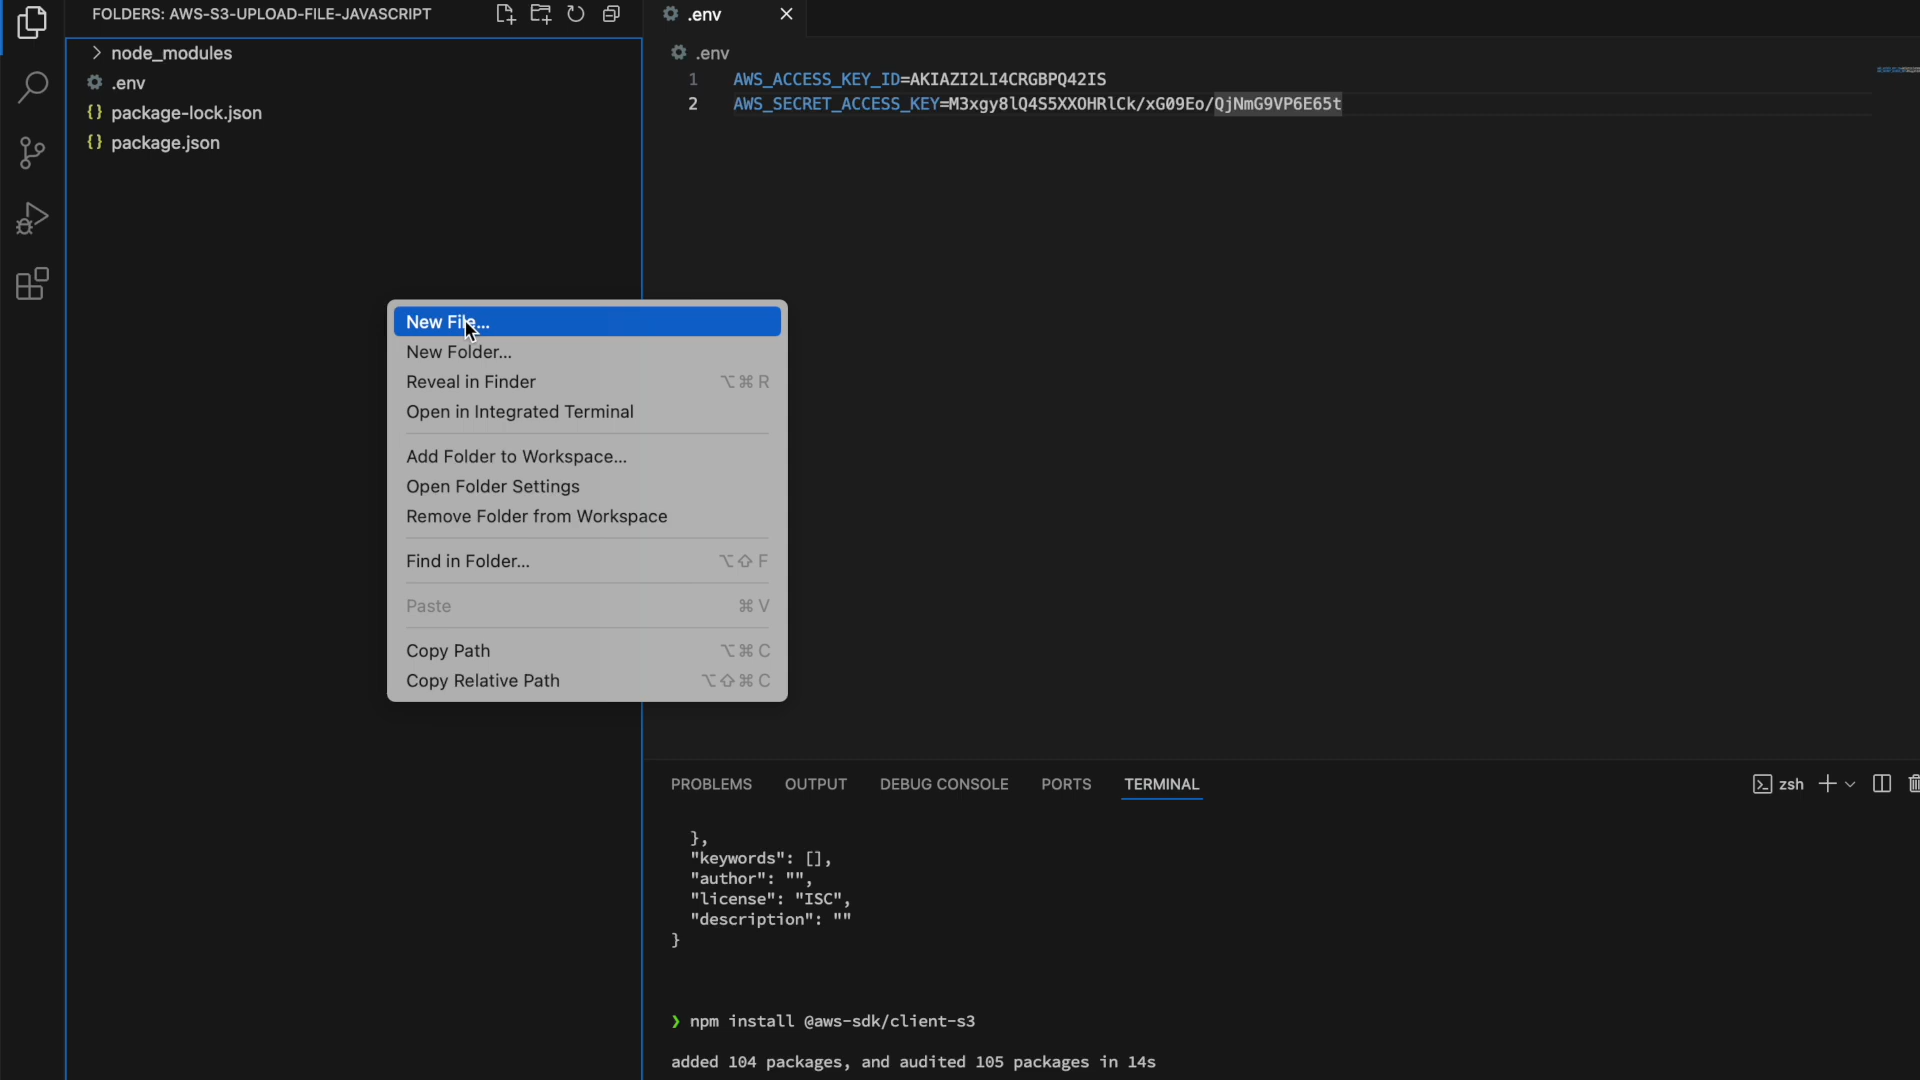 FOLDERS: AWS-S3-UPLOAD-FILE-JAVASCRIPT
node_modules
.env
package-lock.json
package.json
.env
.env
1 AWS_ACCESS_KEY_ID=AKIAZI2LI4CRGBPQ42IS
2 AWS_SECRET_ACCESS_KEY=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
New File...
New Folder...
Reveal in Finder ⌥⌘R
Open in Integrated Terminal
Add Folder to Workspace...
Open Folder Settings
Remove Folder from Workspace
Find in Folder... ⌥⇧F
Paste ⌘V
Copy Path ⌥⌘C
Copy Relative Path ⌥⇧⌘C
PROBLEMS OUTPUT DEBUG CONSOLE PORTS TERMINAL
zsh
},
"keywords": [],
"author": "",
"license": "ISC",
"description": ""
}
❯ npm install @aws-sdk/client-s3
added 104 packages, and audited 105 packages in 14s